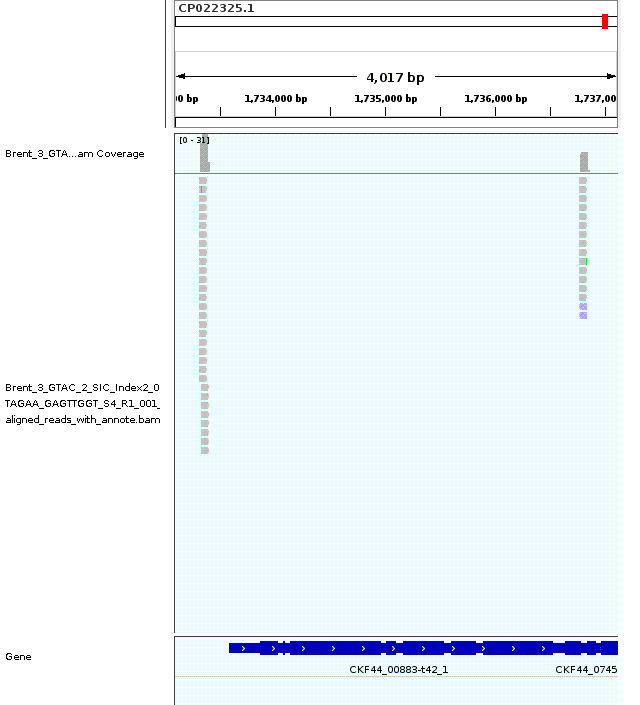 CP022325.1
4,017 bp
00 bp
1,734,000 bp
1,735,000 bp
1,736,000 bp
1,737,00
[0 - 31]
Brent_3_GTA...am Coverage
Brent_3_GTAC_2_SIC_Index2_0
TAGAA_GAGTTGGT_S4_R1_001_
aligned_reads_with_annote.bam
Gene
CKF44_00883-t42_1
CKF44_0745